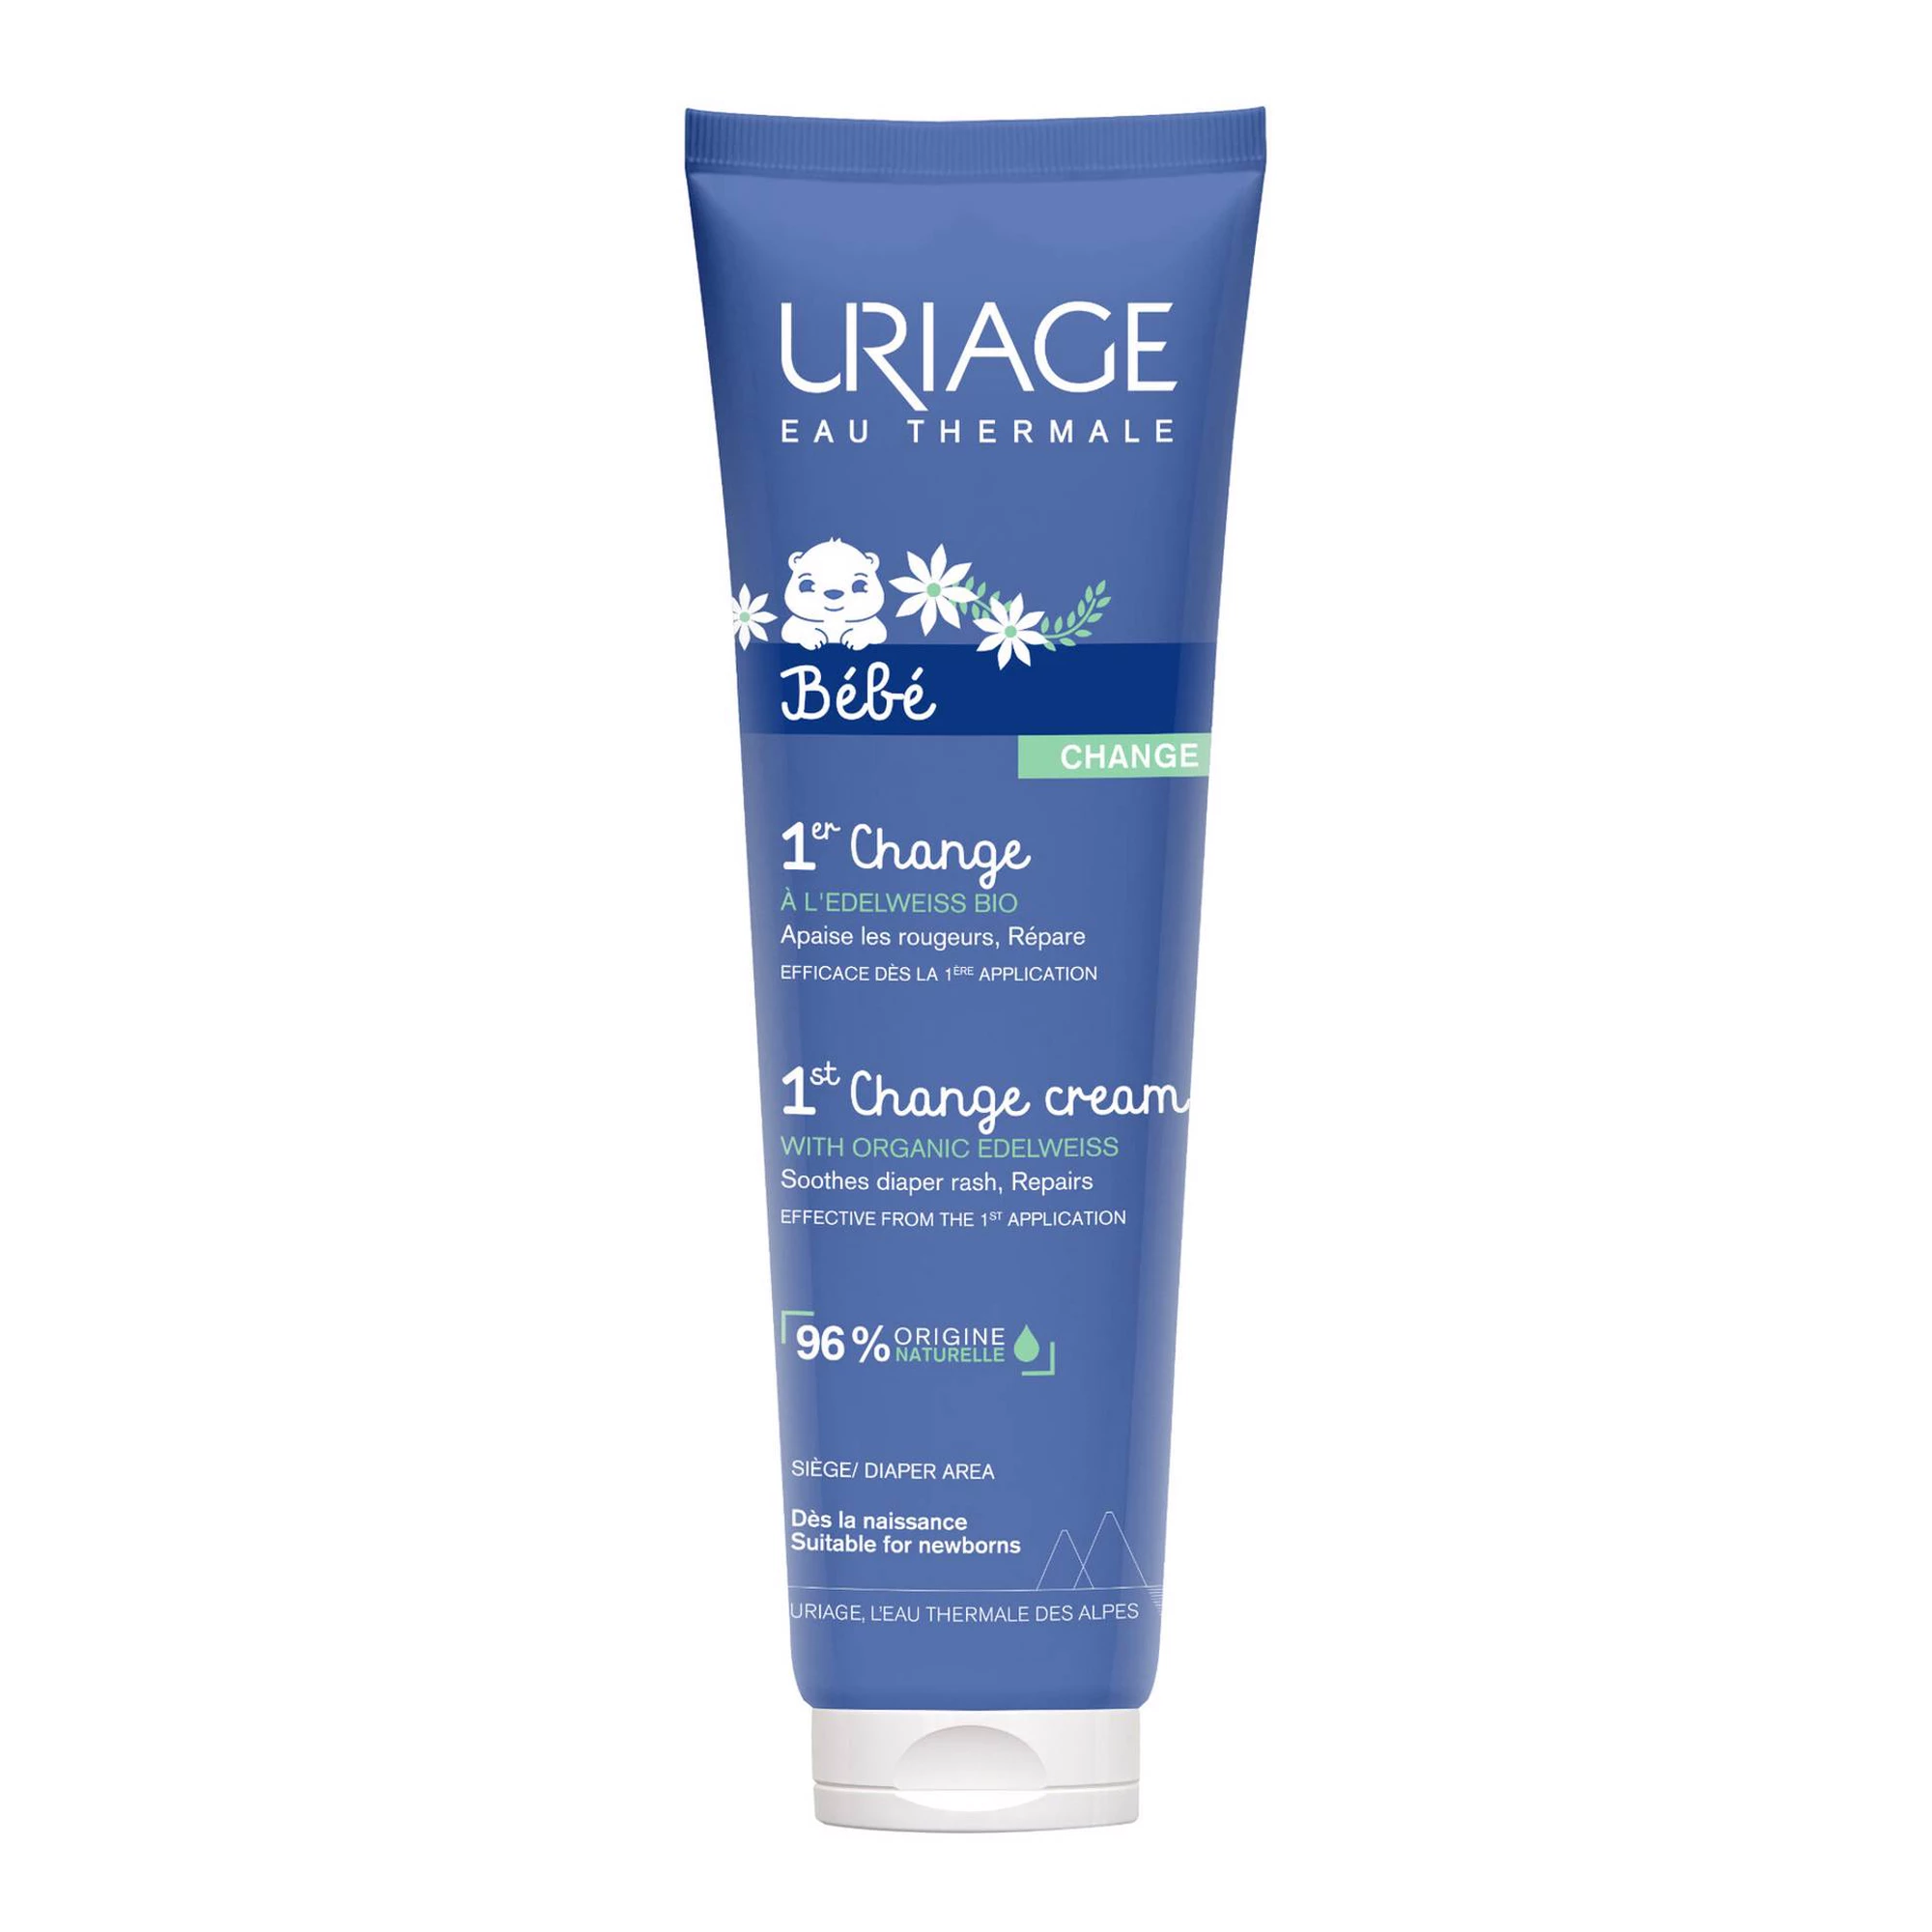 URIAGE
EAU THERMALE
Bébé
CHANGE
1er Change
À L'EDELWEISS BIO
Apaise les rougeurs, Répare
EFFICACE DÈS LA 1ÈRE APPLICATION
1st Change cream
WITH ORGANIC EDELWEISS
Soothes diaper rash, Repairs
EFFECTIVE FROM THE 1ST APPLICATION
96 % ORIGINE
NATURELLE
SIÈGE/ DIAPER AREA
Dès la naissance
Suitable for newborns
URIAGE, L'EAU THERMALE DES ALPES